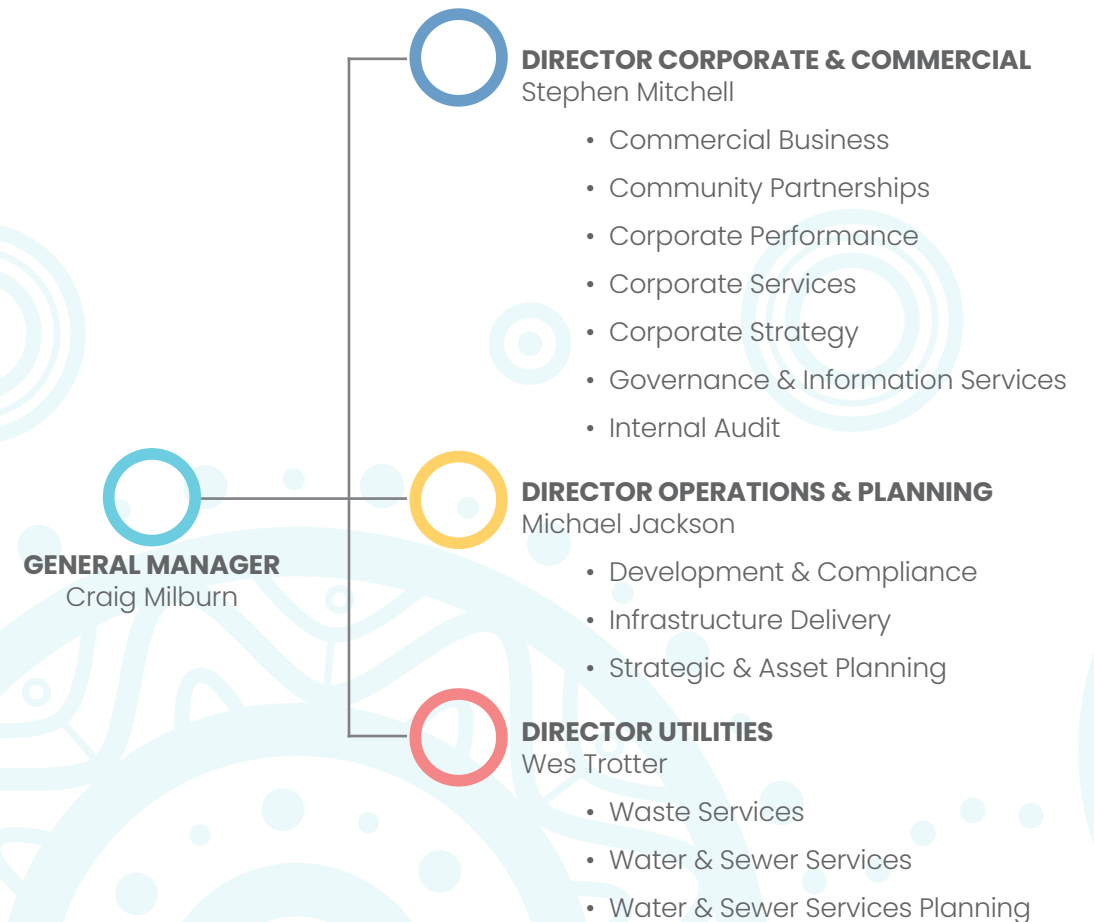 DIRECTOR CORPORATE & COMMERCIAL
Stephen Mitchell
• Commercial Business
• Community Partnerships
• Corporate Performance
• Corporate Services
• Corporate Strategy
• Governance & Information Services
• Internal Audit
GENERAL MANAGER
Craig Milburn
DIRECTOR OPERATIONS & PLANNING
Michael Jackson
• Development & Compliance
• Infrastructure Delivery
• Strategic & Asset Planning
DIRECTOR UTILITIES
Wes Trotter
• Waste Services
• Water & Sewer Services
• Water & Sewer Services Planning